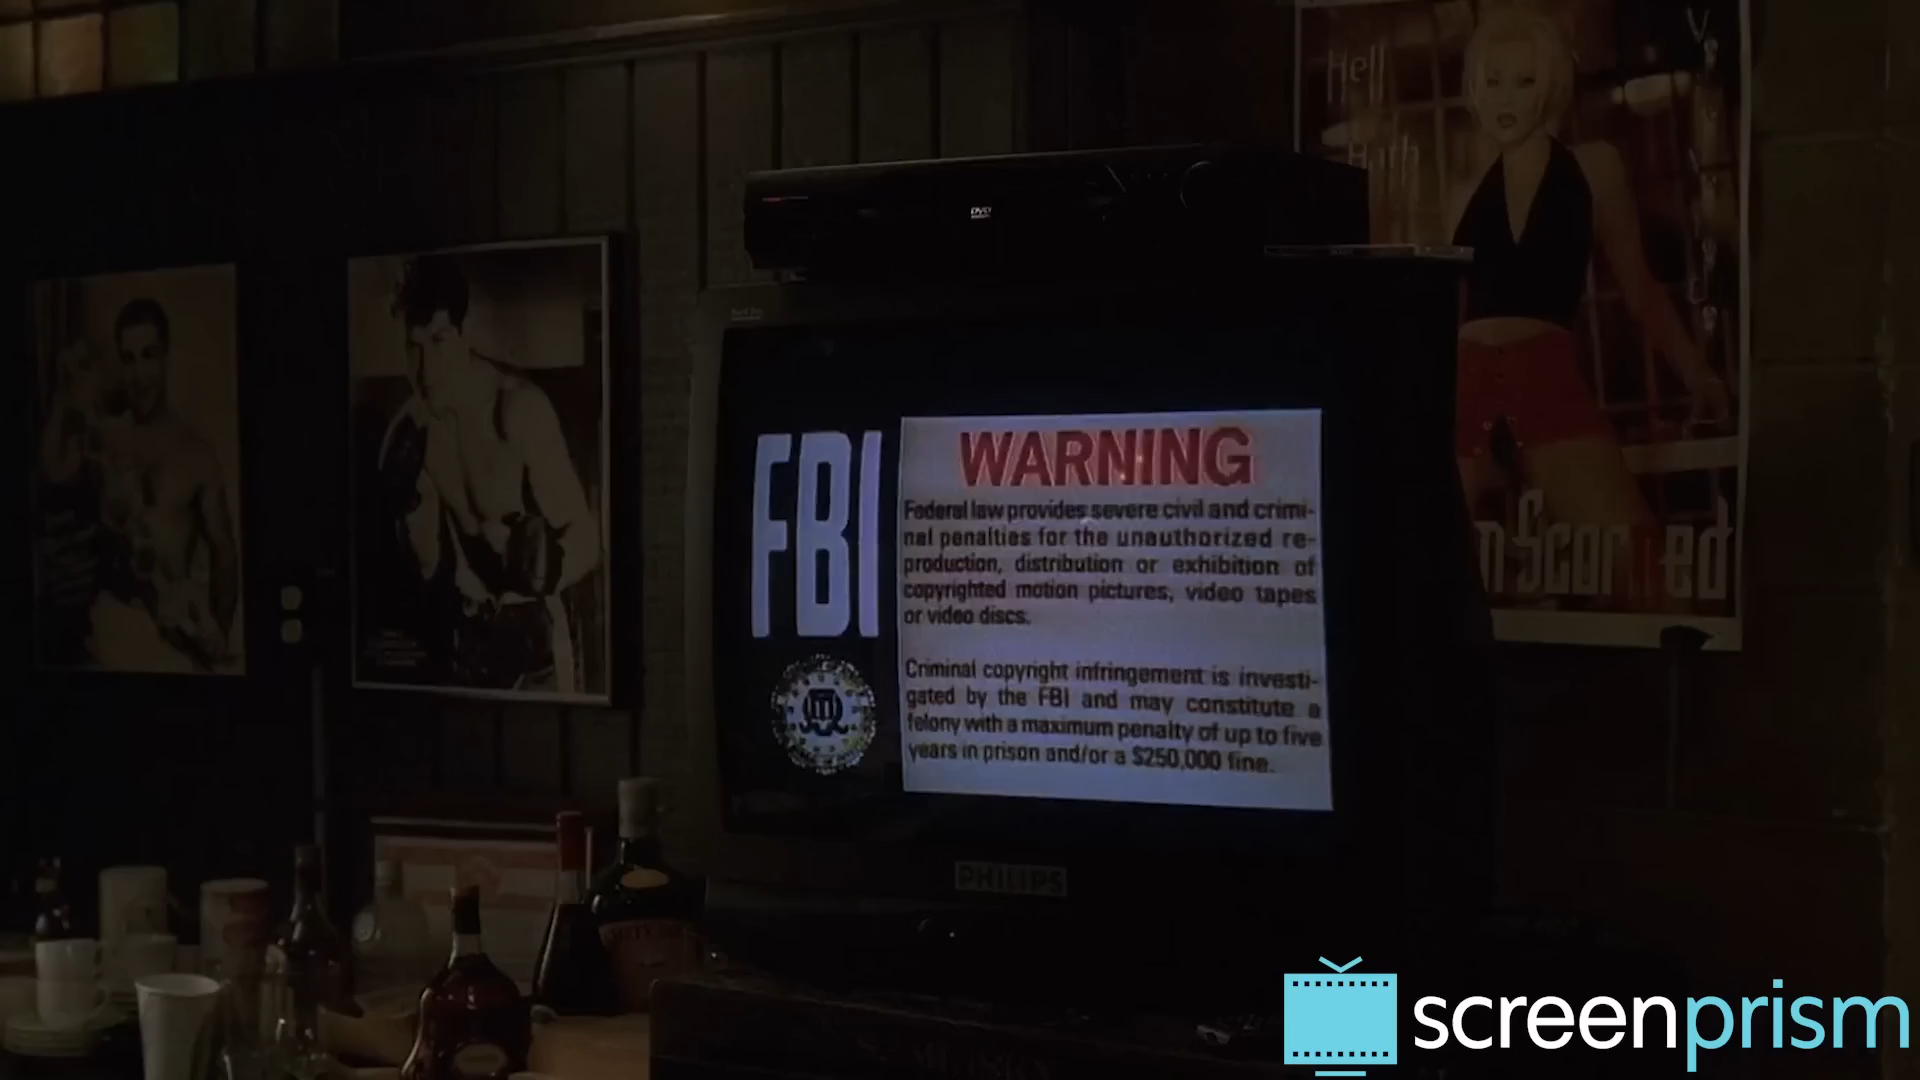 Hell
Hath
DVD
FBI
WARNING
Federal law provides severe civil and crimi-
nal penalties for the unauthorized re-
production, distribution or exhibition of
copyrighted motion pictures, video tapes
or video discs.
Criminal copyright infringement is investi-
gated by the FBI and may constitute a
felony with a maximum penalty of up to five
years in prison and/or a $250,000 fine.
PHILIPS
screenprism